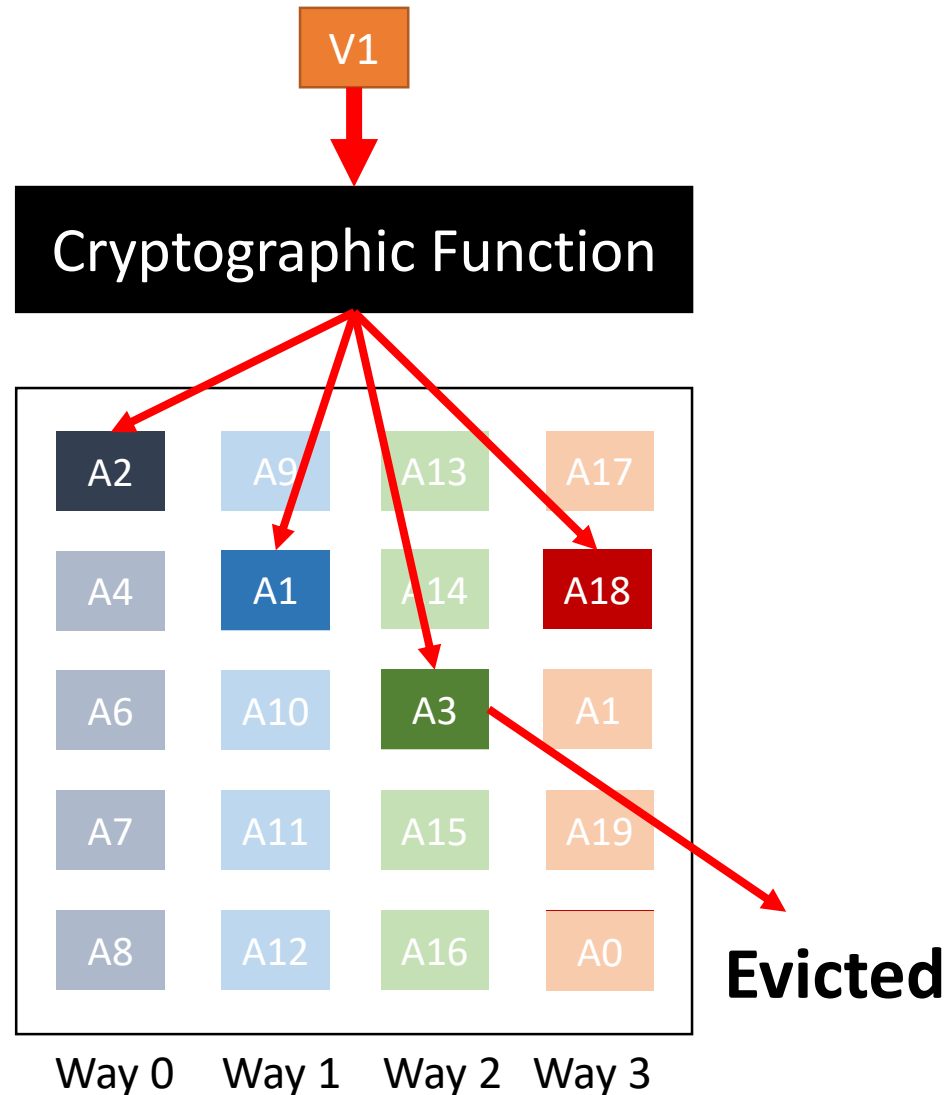 V1
Cryptographic Function
A2 A9 A13 A17
A4 A1 A14 A18
A6 A10 A3 A1
A7 A11 A15 A19
A8 A12 A16 A0
Evicted
Way 0 Way 1 Way 2 Way 3